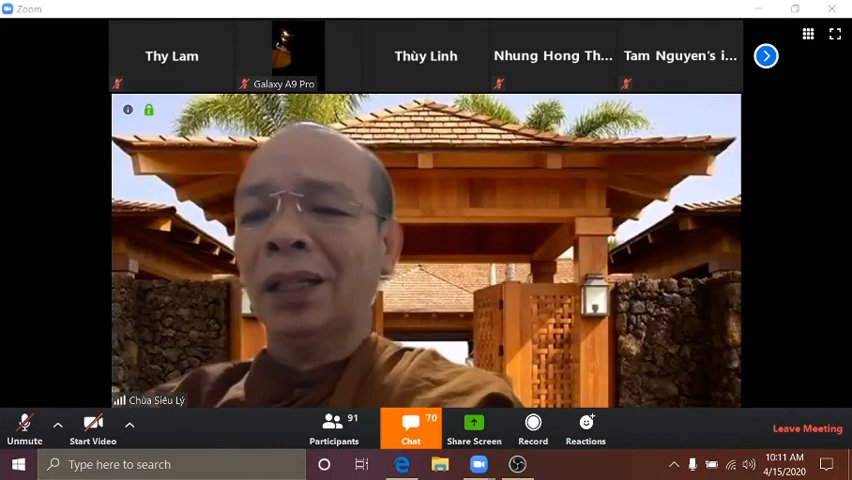 Zoom
Thy Lam
Galaxy A9 Pro
Thùy Linh
Nhung Hong Th...
Tam Nguyen's i...
Chùa Siêu Lý
Unmute
Start Video
91
Participants
70
Chat
Share Screen
Record
Reactions
Leave Meeting
Type here to search
10:11 AM
4/15/2020